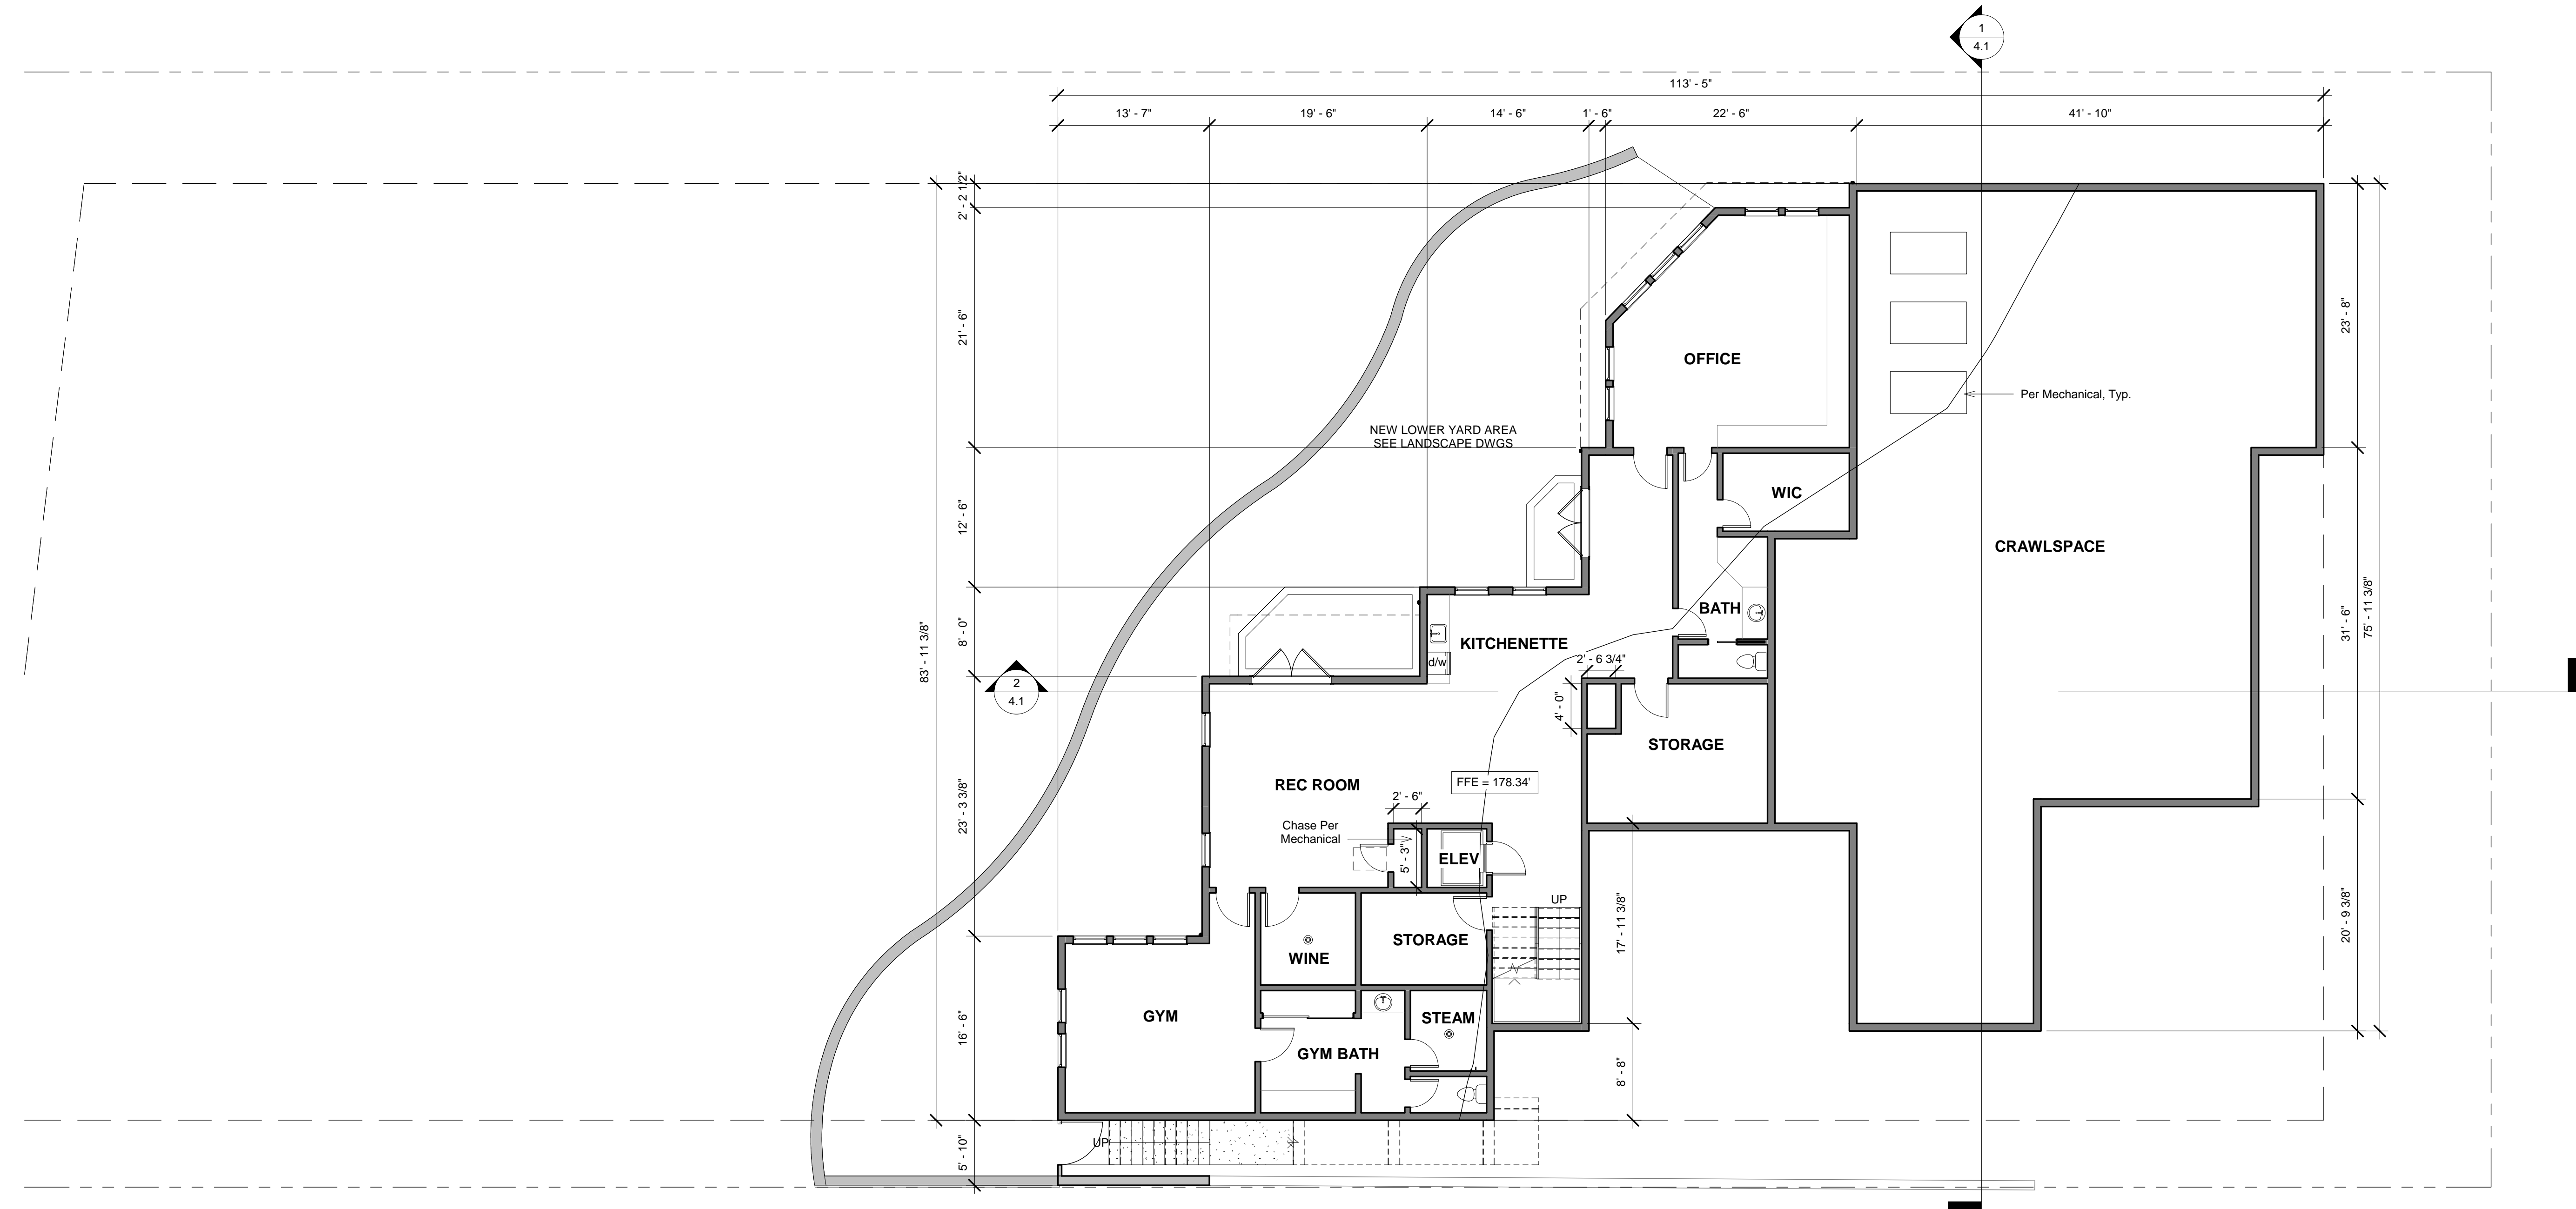 1
4.1
113' - 5"
13' - 7"
19' - 6"
14' - 6"
1' - 6"
22' - 6"
41' - 10"
2' - 2 1/2"
21' - 6"
12' - 6"
8' - 0"
23' - 3 3/8"
16' - 6"
5' - 10"
83' - 11 3/8"
23' - 8"
31' - 6"
20' - 9 3/8"
75' - 11 3/8"
OFFICE
Per Mechanical, Typ.
NEW LOWER YARD AREA
SEE LANDSCAPE DWGS
WIC
CRAWLSPACE
BATH
KITCHENETTE
d/w
2' - 6 3/4"
4' - 0"
2
4.1
STORAGE
REC ROOM
FFE = 178.34'
2' - 6"
Chase Per
Mechanical
5' - 3"
ELEV
UP
17' - 11 3/8"
STORAGE
WINE
GYM
STEAM
GYM BATH
8' - 8"
UP